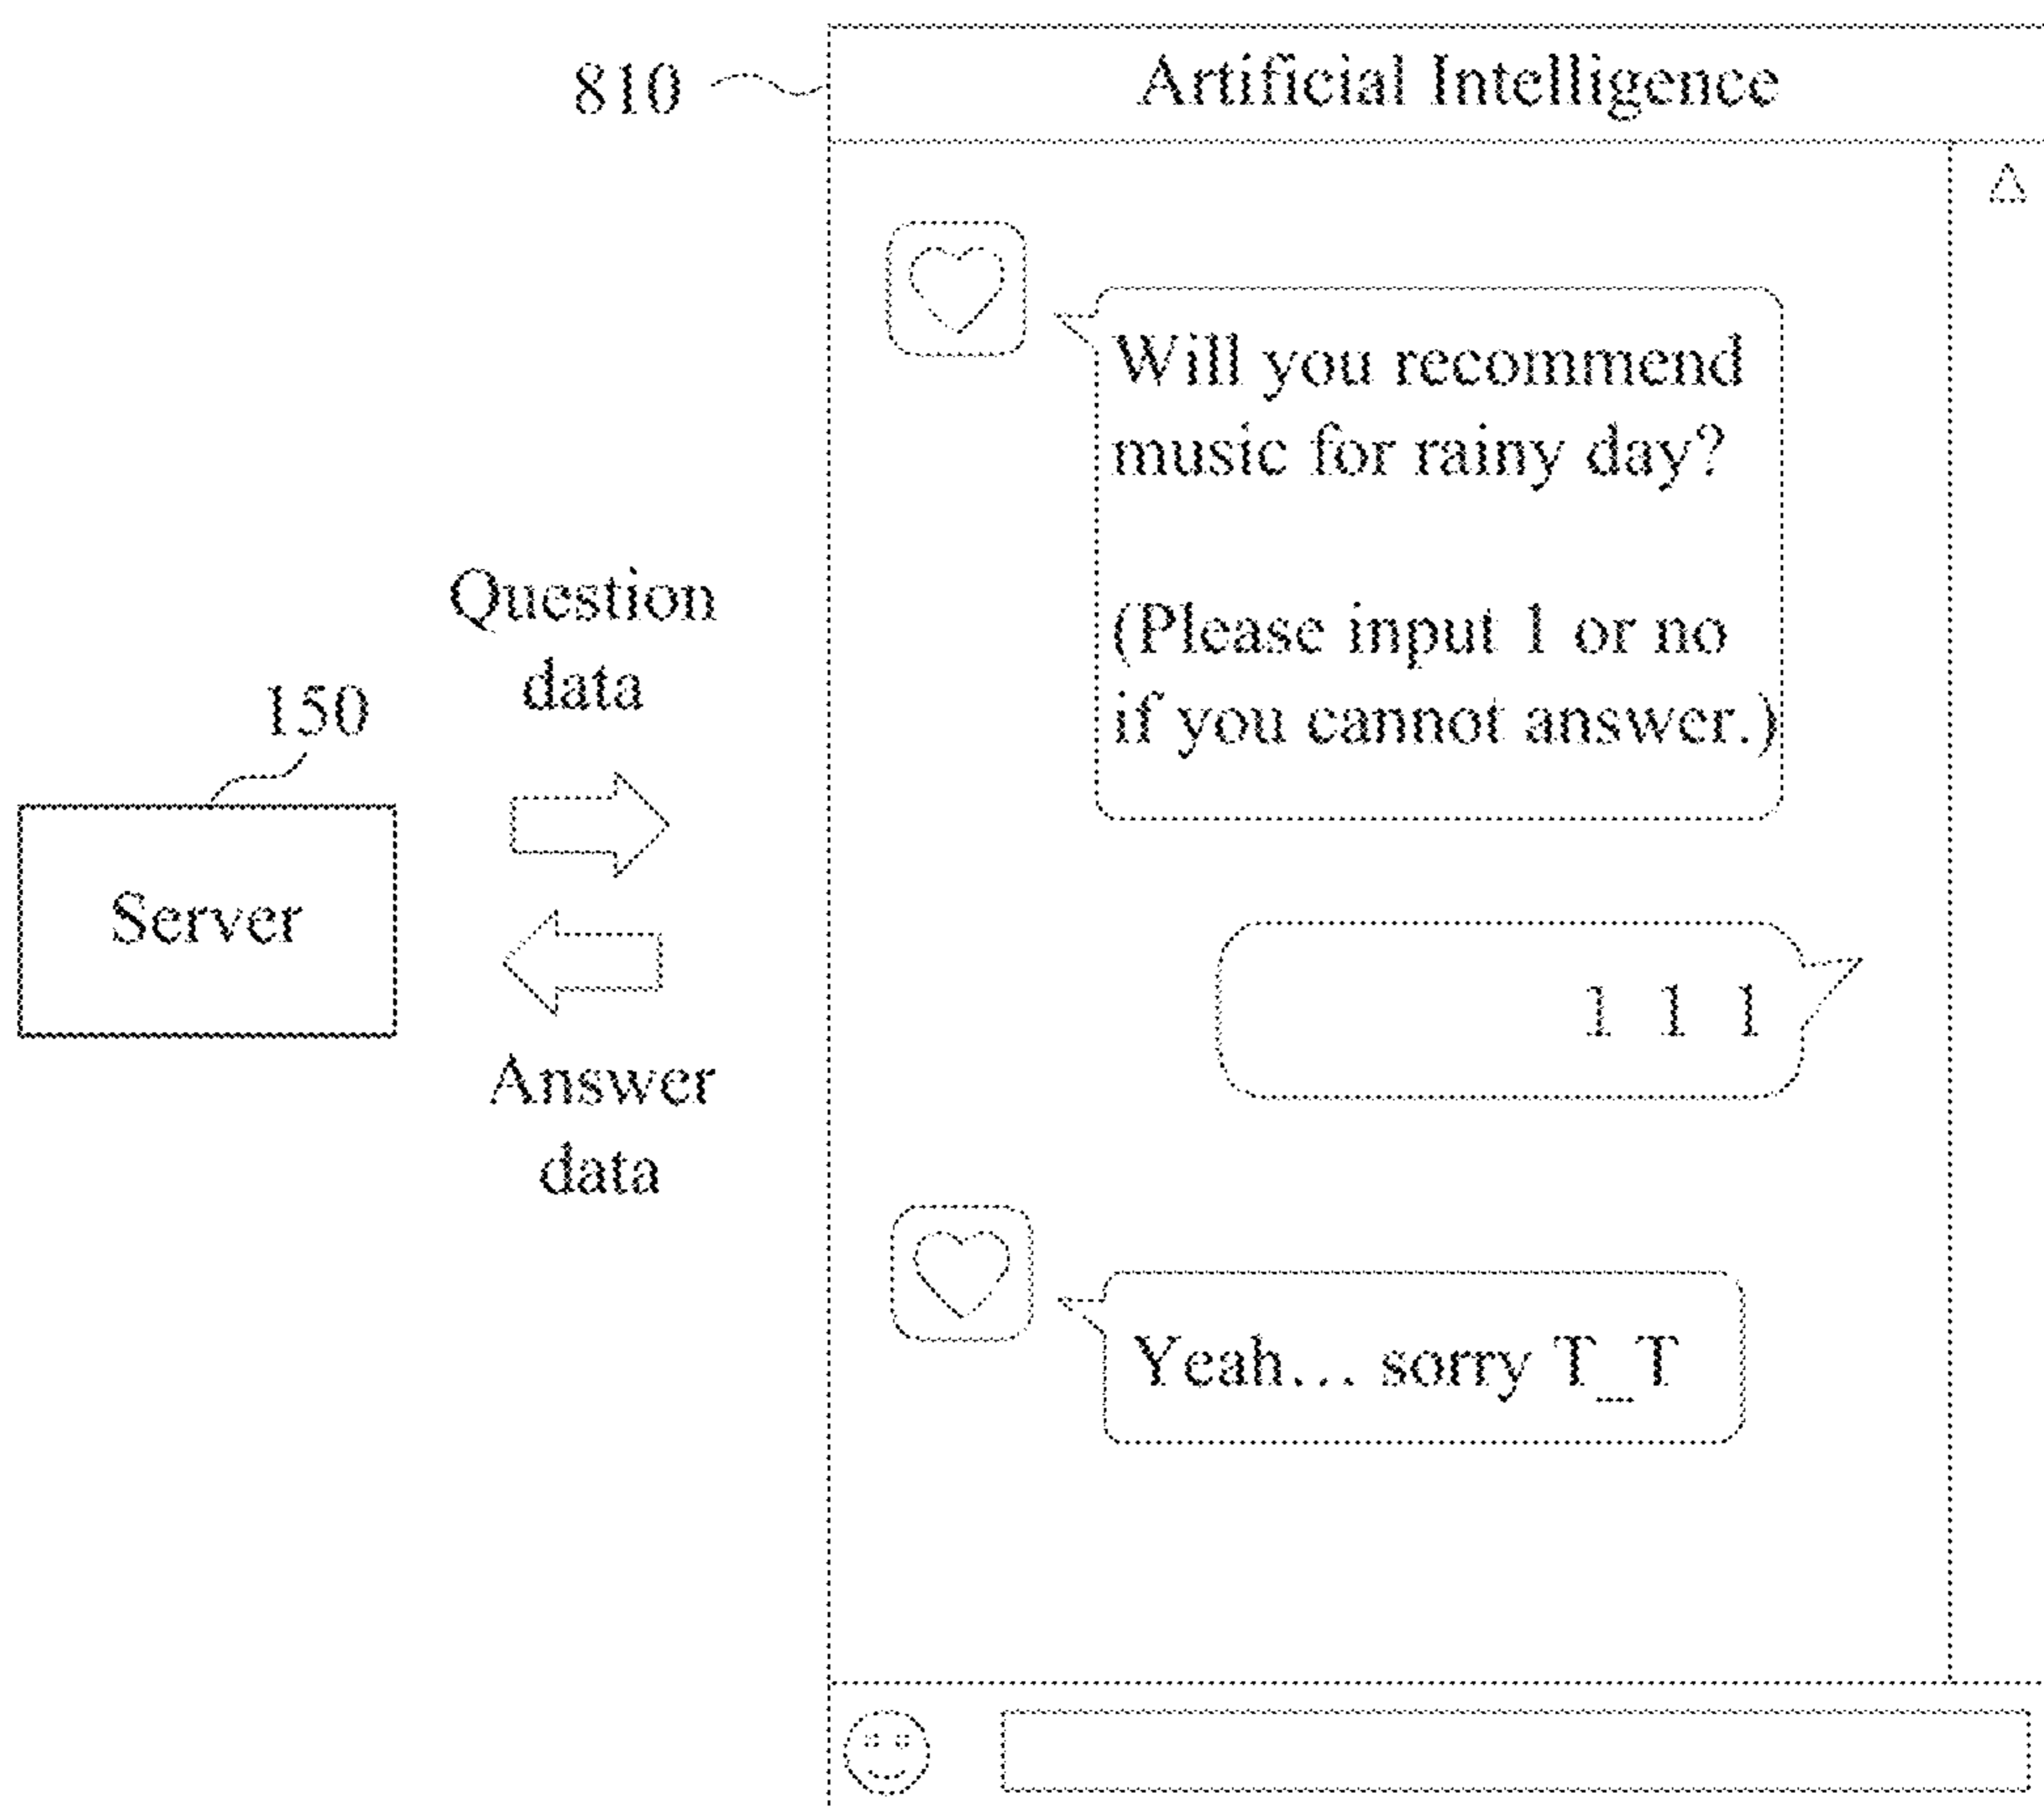 810
Artificial Intelligence
Will you recommend
music for rainy day?
(Please input 1 or no
if you cannot answer.)
Question
data
150
Server
Answer
data
1 1 1
Yeah... sorry T_T